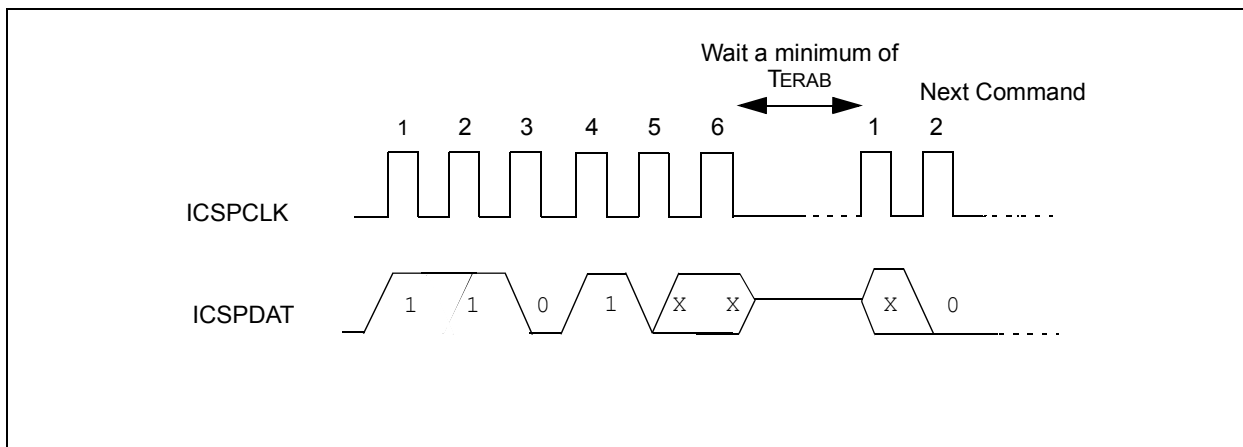 Wait a minimum of
TERAB
Next Command
1 2 3 4 5 6 1 2
ICSPCLK
ICSPDAT
1 1 0 1 X X X 0